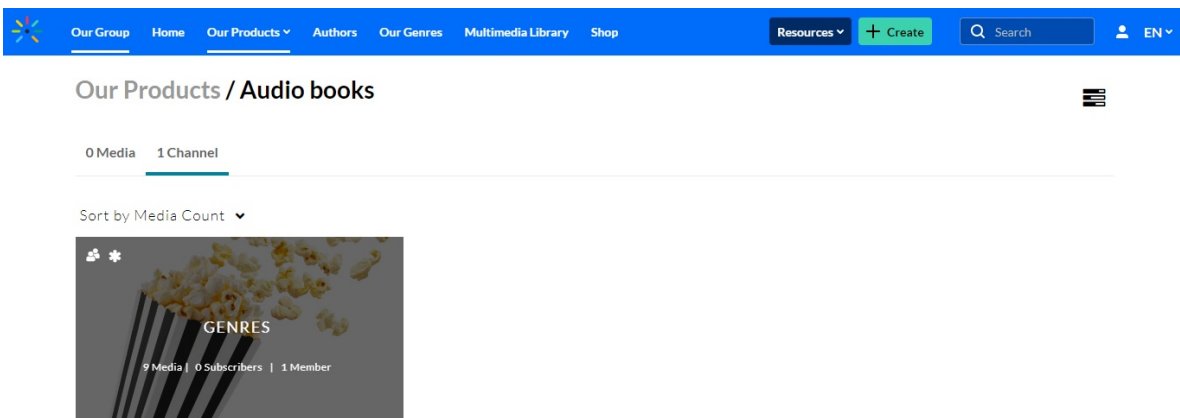 Our Group Home Our Products Authors Our Genres Multimedia Library Shop Resources + Create Search EN
Our Products / Audio books
0 Media 1 Channel
Sort by Media Count
GENRES
9 Media | 0 Subscribers | 1 Member